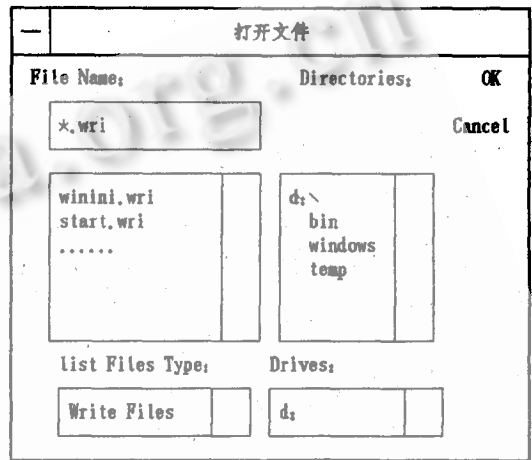 打开文件
File Name: Directories: OK
*.wri Cancel
winini.wri
start.wri
......
d:\
bin
windows
temp
list Files Type: Drives:
Write Files d: